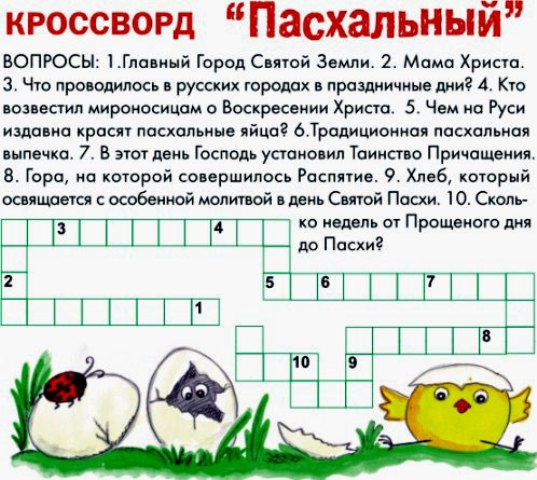 КРОССВОРД "Пасхальный"
ВОПРОСЫ: 1.Главный Город Святой Земли. 2. Мама Христа.
3. Что проводилось в русских городах в праздничные дни? 4. Кто
возвестил мироносицам о Воскресении Христа. 5. Чем на Руси
издавна красят пасхальные яйца? 6.Традиционная пасхальная
выпечка. 7. В этот день Господь установил Таинство Причащения.
8. Гора, на которой совершилось Распятие. 9. Хлеб, который
освящается с особенной молитвой в день Святой Пасхи. 10. Сколь-
ко недель от Прощеного дня
до Пасхи?
3 4
2 5 6 7
1
8
10 9